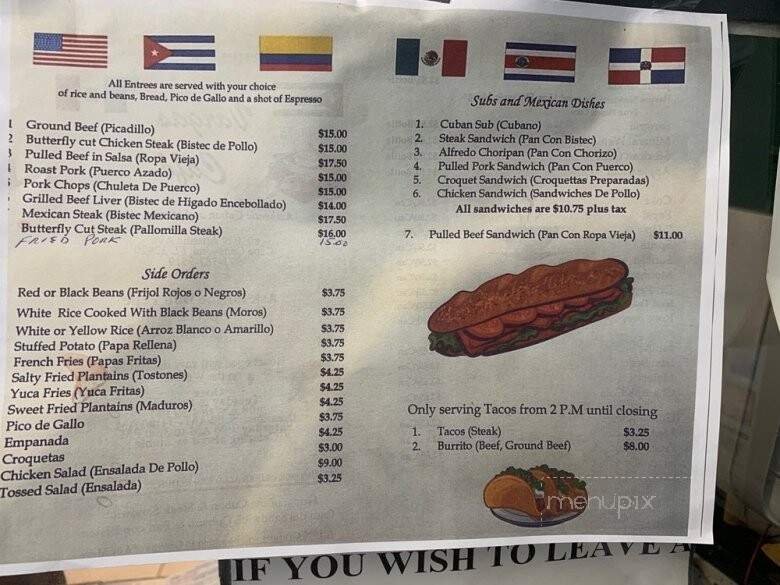 All Entrees are served with your choice
of rice and beans, Bread, Pico de Gallo and a shot of Espresso
1 Ground Beef (Picadillo) $15.00
2 Butterfly cut Chicken Steak (Bistec de Pollo) $15.00
Pulled Beef in Salsa (Ropa Vieja) $17.50
Roast Pork (Puerco Azado) $15.00
Pork Chops (Chuleta De Puerco) $15.00
Grilled Beef Liver (Bistec de Higado Encebollado) $14.00
Mexican Steak (Bistec Mexicano) $17.50
Butterfly Cut Steak (Pallomilla Steak) $16.00
FRIED PORK 15.00
Side Orders
Red or Black Beans (Frijol Rojos o Negros) $3.75
White Rice Cooked With Black Beans (Moros) $3.75
White or Yellow Rice (Arroz Blanco o Amarillo) $3.75
Stuffed Potato (Papa Rellena) $3.75
French Fries (Papas Fritas) $3.75
Salty Fried Plantains (Tostones) $4.25
Yuca Fries (Yuca Fritas) $4.25
Sweet Fried Plantains (Maduros) $4.25
Pico de Gallo $3.75
Empanada $4.25
Croquetas $3.00
Chicken Salad (Ensalada De Pollo) $9.00
Tossed Salad (Ensalada) $3.25
Subs and Mexican Dishes
1. Cuban Sub (Cubano)
2. Steak Sandwich (Pan Con Bistec)
3. Alfredo Choripan (Pan Con Chorizo)
4. Pulled Pork Sandwich (Pan Con Puerco)
5. Croquet Sandwich (Croquettas Preparadas)
6. Chicken Sandwich (Sandwiches De Pollo)
All sandwiches are $10.75 plus tax
7. Pulled Beef Sandwich (Pan Con Ropa Vieja) $11.00
Only serving Tacos from 2 P.M until closing
1. Tacos (Steak) $3.25
2. Burrito (Beef, Ground Beef) $8.00
menupix
IF YOU WISH TO LEAVE A